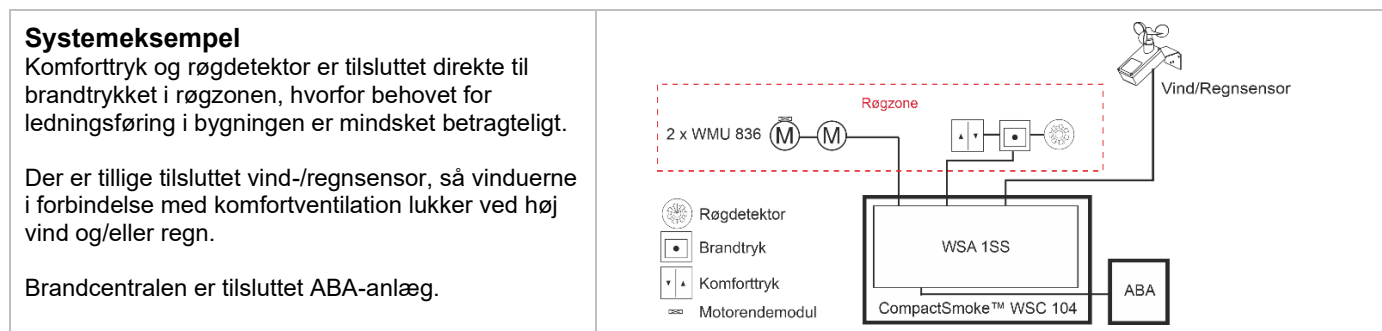 Systemeksempel
Komforttryk og røgdetektor er tilsluttet direkte til
brandtrykket i røgzonen, hvorfor behovet for
ledningsføring i bygningen er mindsket betragteligt.
Der er tillige tilsluttet vind-/regnsensor, så vinduerne
i forbindelse med komfortventilation lukker ved høj
vind og/eller regn.
Brandcentralen er tilsluttet ABA-anlæg.
Vind/Regnsensor
Røgzone
2 x WMU 836
M
M
Røgdetektor
Brandtryk
Komforttryk
Motorendemodul
WSA 1SS
CompactSmoke™ WSC 104
ABA